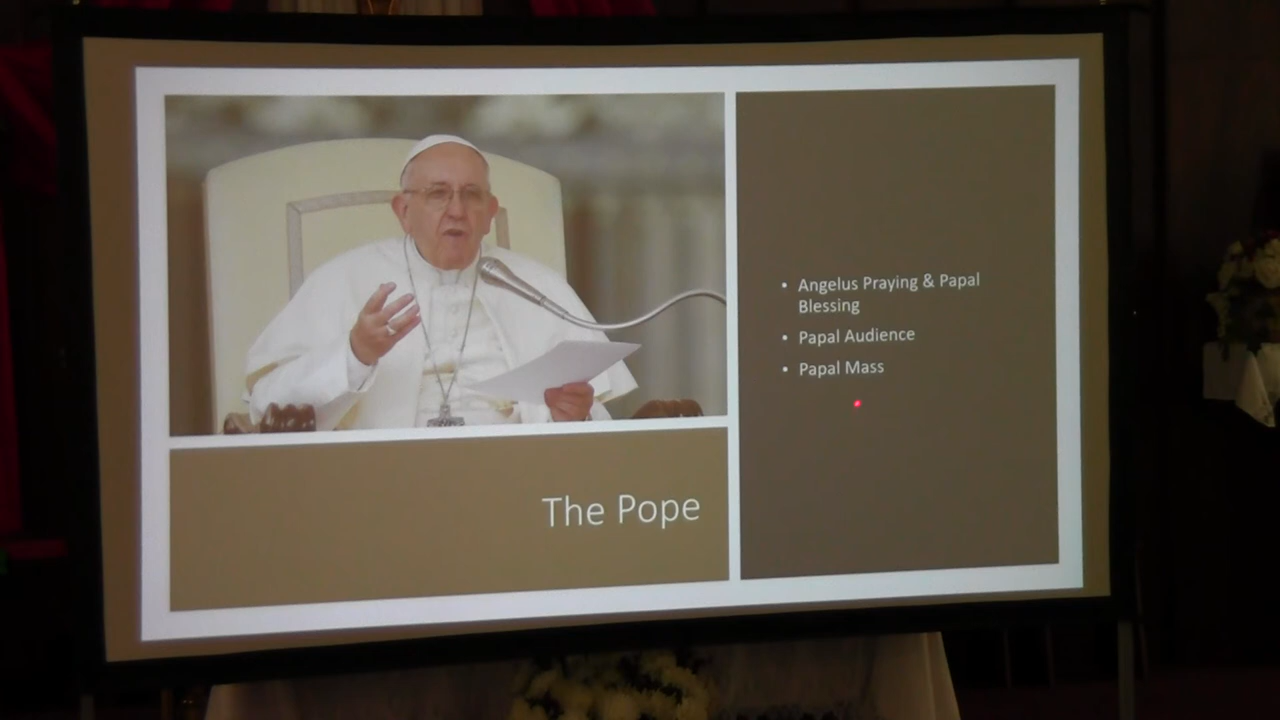 The Pope
• Angelus Praying & Papal
Blessing
• Papal Audience
• Papal Mass